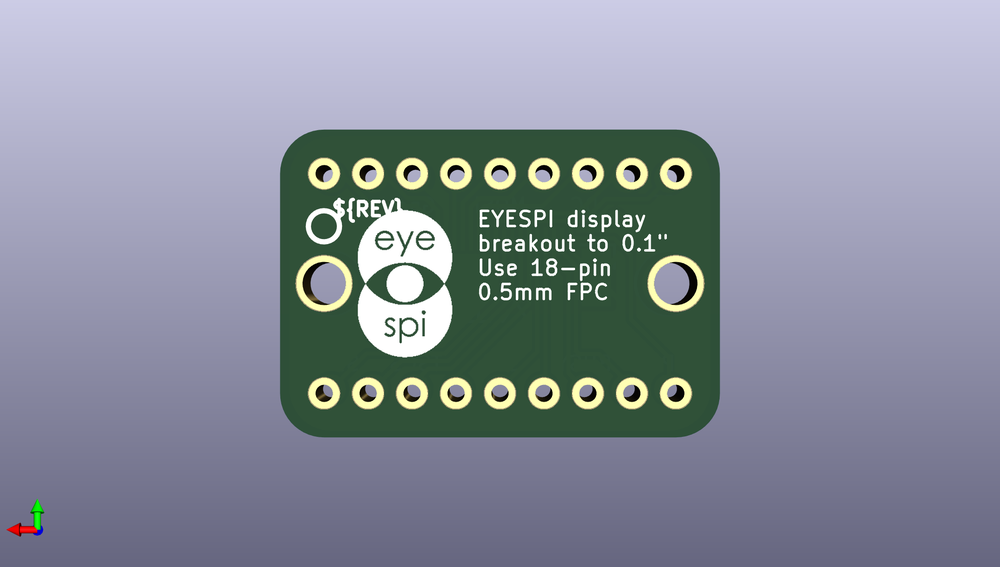 ${REV}
eye
spi
EYESPI display
breakout to 0.1"
Use 18-pin
0.5mm FPC